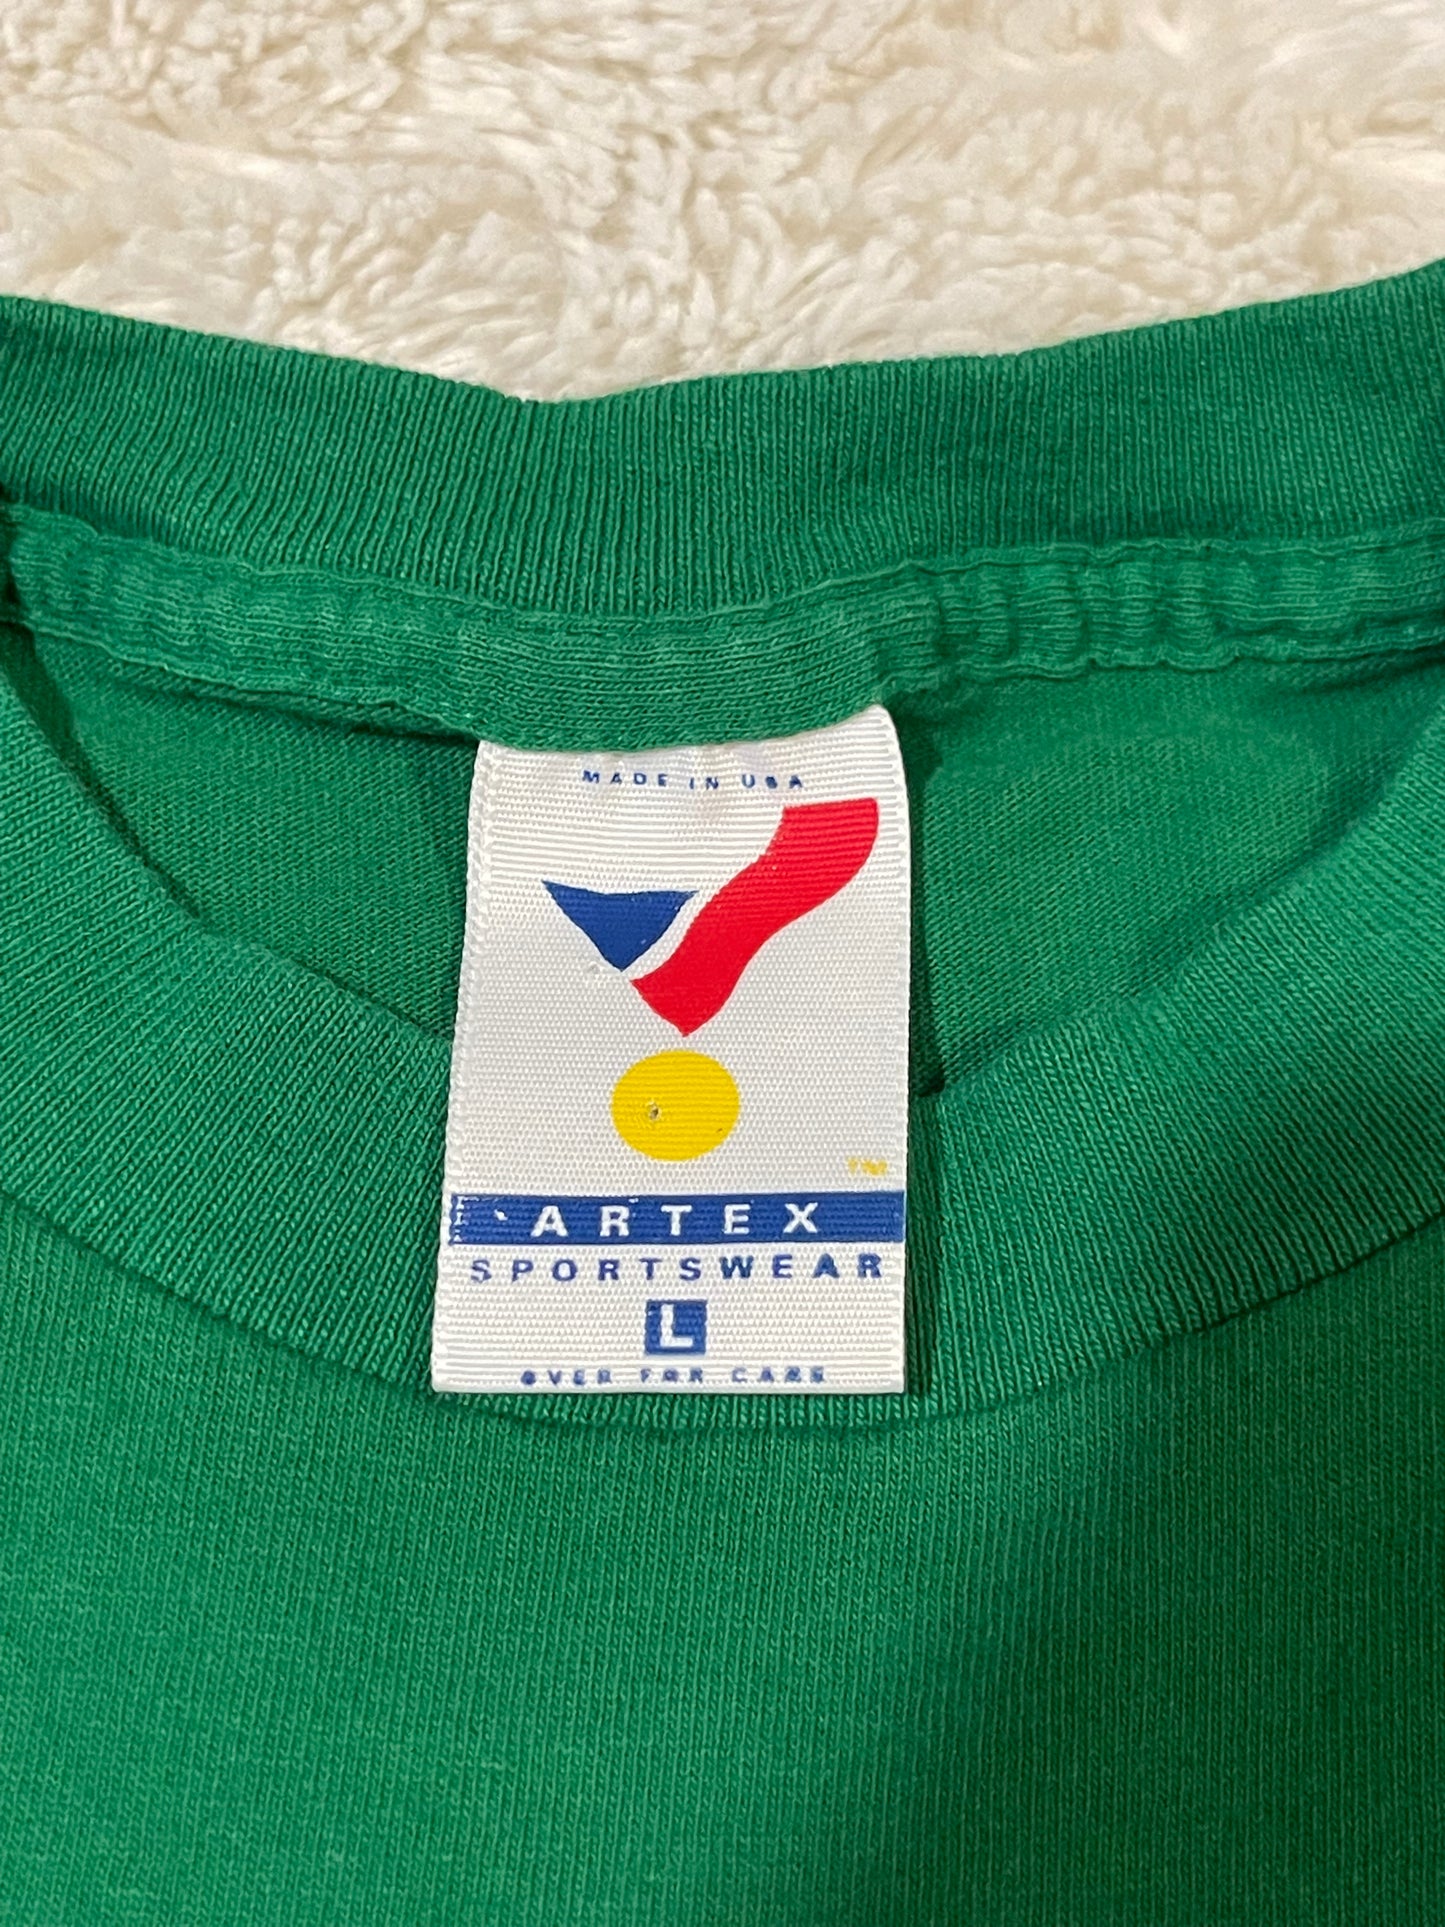 MADE IN USA
TM
ARTEX
SPORTSWEAR
L
OVER FOR CARE